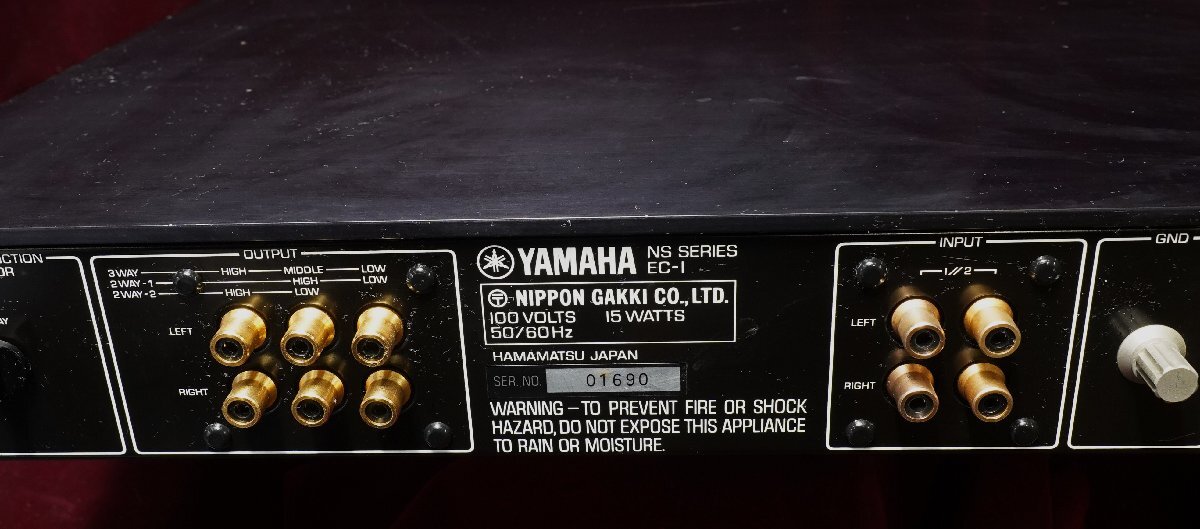 OUTPUT
3 WAY HIGH MIDDLE LOW
2 WAY-1 HIGH LOW
2 WAY-2 HIGH LOW
LEFT
RIGHT
YAMAHA NS SERIES
EC-1
NIPPON GAKKI CO., LTD.
100 VOLTS 15 WATTS
50/60 Hz
HAMAMATSU JAPAN
SER. NO. 01690
WARNING – TO PREVENT FIRE OR SHOCK
HAZARD, DO NOT EXPOSE THIS APPLIANCE
TO RAIN OR MOISTURE.
INPUT
1 // 2
LEFT
RIGHT
GND